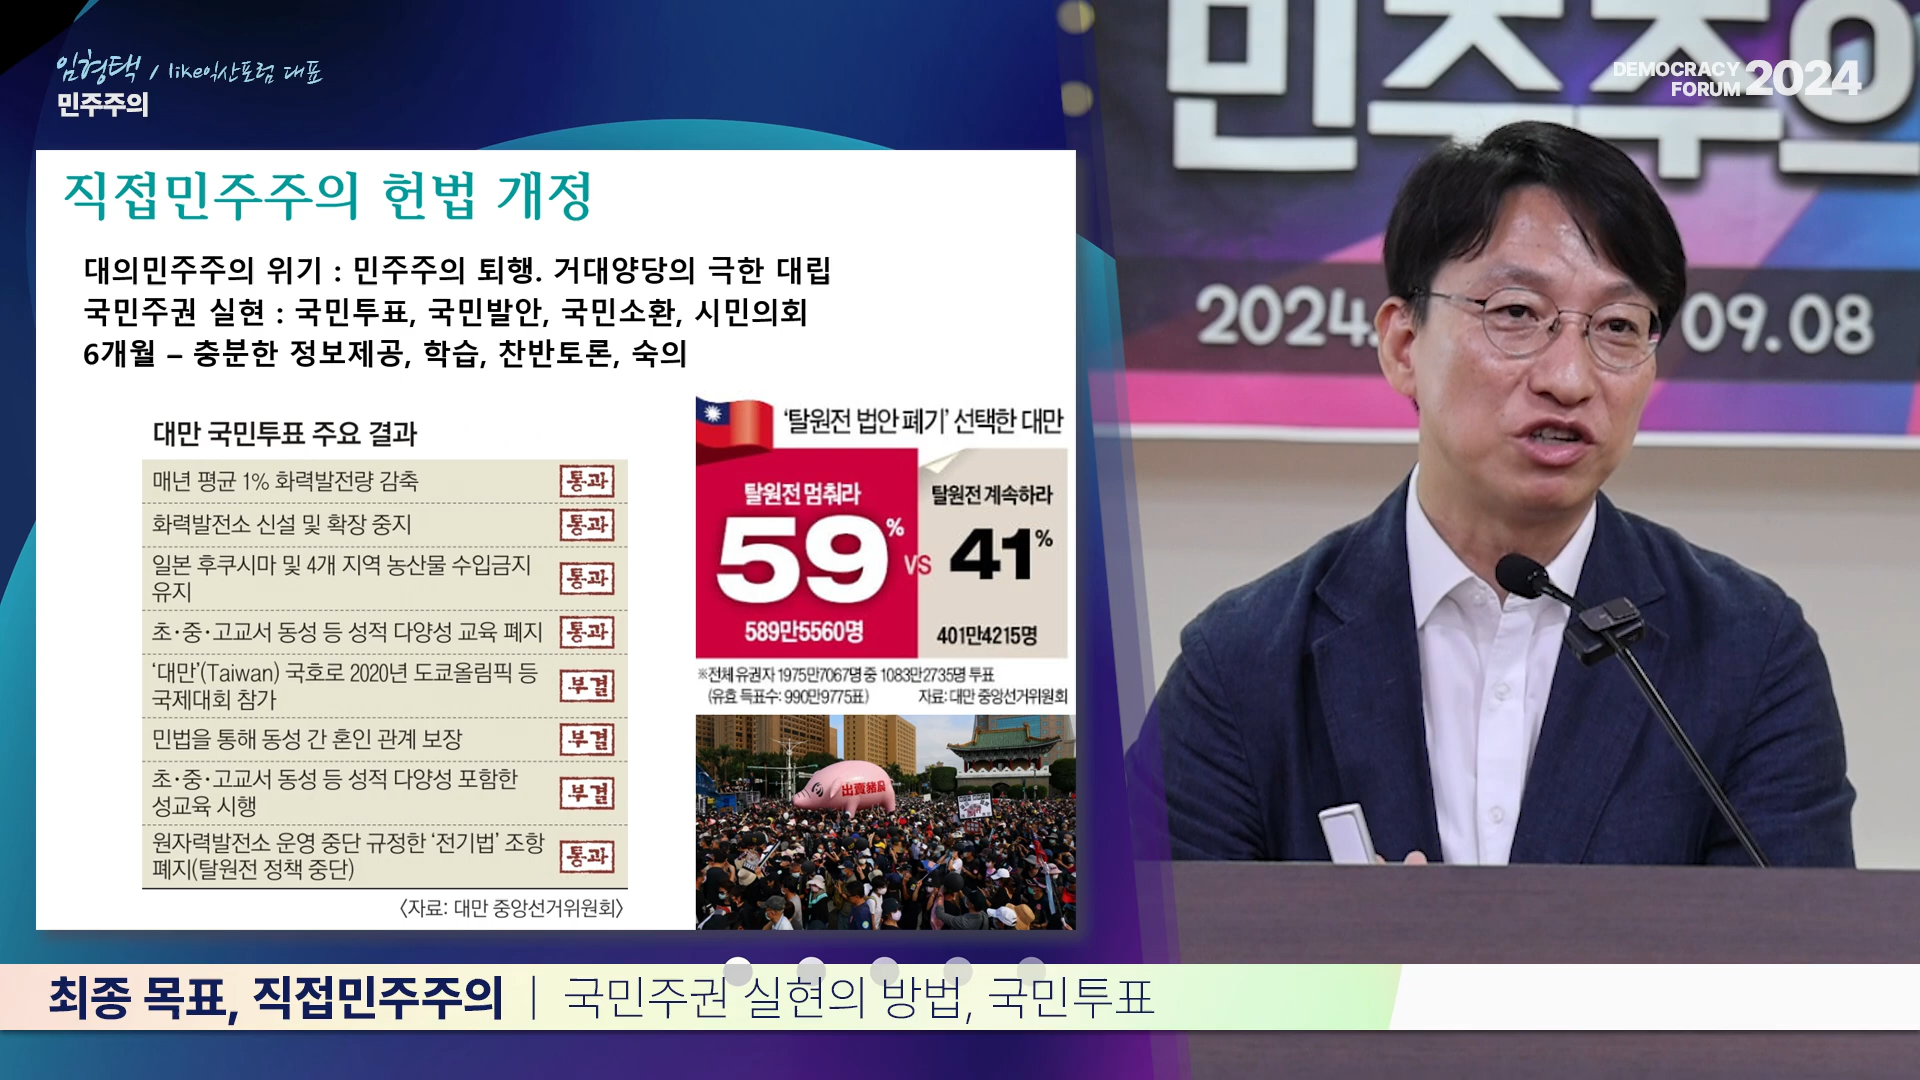 임형택 / like익산포럼 대표
민주주의
DEMOCRACY
FORUM 2024
민주주의
2024.
09.08
직접민주주의 헌법 개정
대의민주주의 위기 : 민주주의 퇴행. 거대양당의 극한 대립
국민주권 실현 : 국민투표, 국민발안, 국민소환, 시민의회
6개월 – 충분한 정보제공, 학습, 찬반토론, 숙의
대만 국민투표 주요 결과
매년 평균 1% 화력발전량 감축 통과
화력발전소 신설 및 확장 중지 통과
일본 후쿠시마 및 4개 지역 농산물 수입금지
유지 통과
초·중·고교서 동성 등 성적 다양성 교육 폐지 통과
‘대만’(Taiwan) 국호로 2020년 도쿄올림픽 등
국제대회 참가 부결
민법을 통해 동성 간 혼인 관계 보장 부결
초·중·고교서 동성 등 성적 다양성 포함한
성교육 시행 부결
원자력발전소 운영 중단 규정한 ‘전기법’ 조항
폐지(탈원전 정책 중단) 통과
〈자료: 대만 중앙선거위원회〉
‘탈원전 법안 폐기’ 선택한 대만
탈원전 멈춰라
59%
589만5560명
vs
탈원전 계속하라
41%
401만4215명
※전체 유권자 1975만7067명 중 1083만2735명 투표
(유효 득표수: 990만9775표) 자료: 대만 중앙선거위원회
최종 목표, 직접민주주의 | 국민주권 실현의 방법, 국민투표